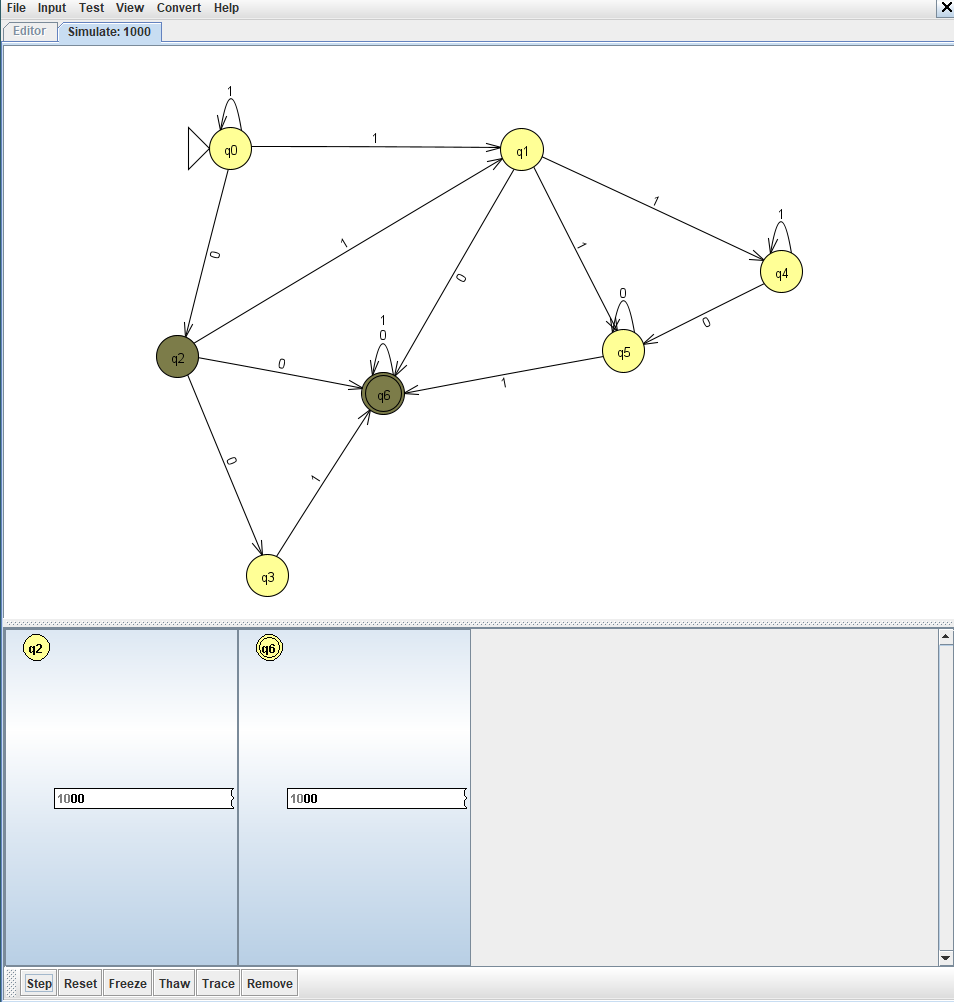 File Input Test View Convert Help
Editor Simulate: 1000
1
q0
1
q1
1
1
q4
0
1
0
1
0
q5
0
1
0
q2
0
q6
1
0
1
q3
q2
q6
1000
1000
Step Reset Freeze Thaw Trace Remove